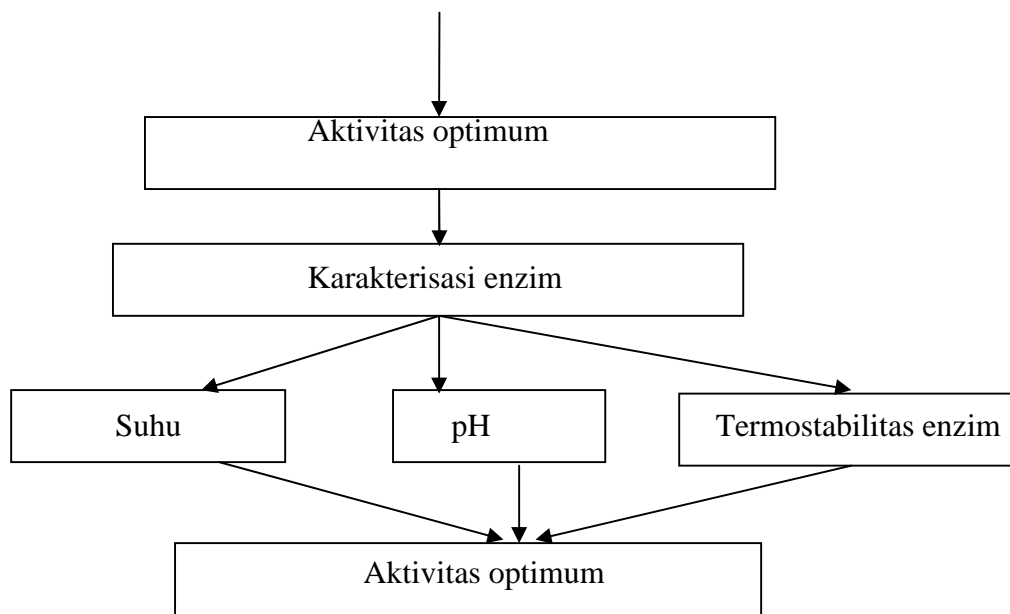 Aktivitas optimum
Karakterisasi enzim
Suhu
pH
Termostabilitas enzim
Aktivitas optimum